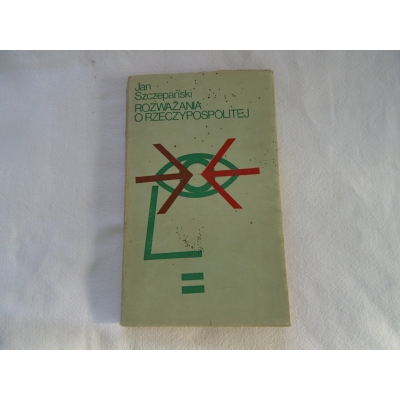 Jan
Szczepański
ROZWAŻANIA
O RZECZYPOSPOLITEJ